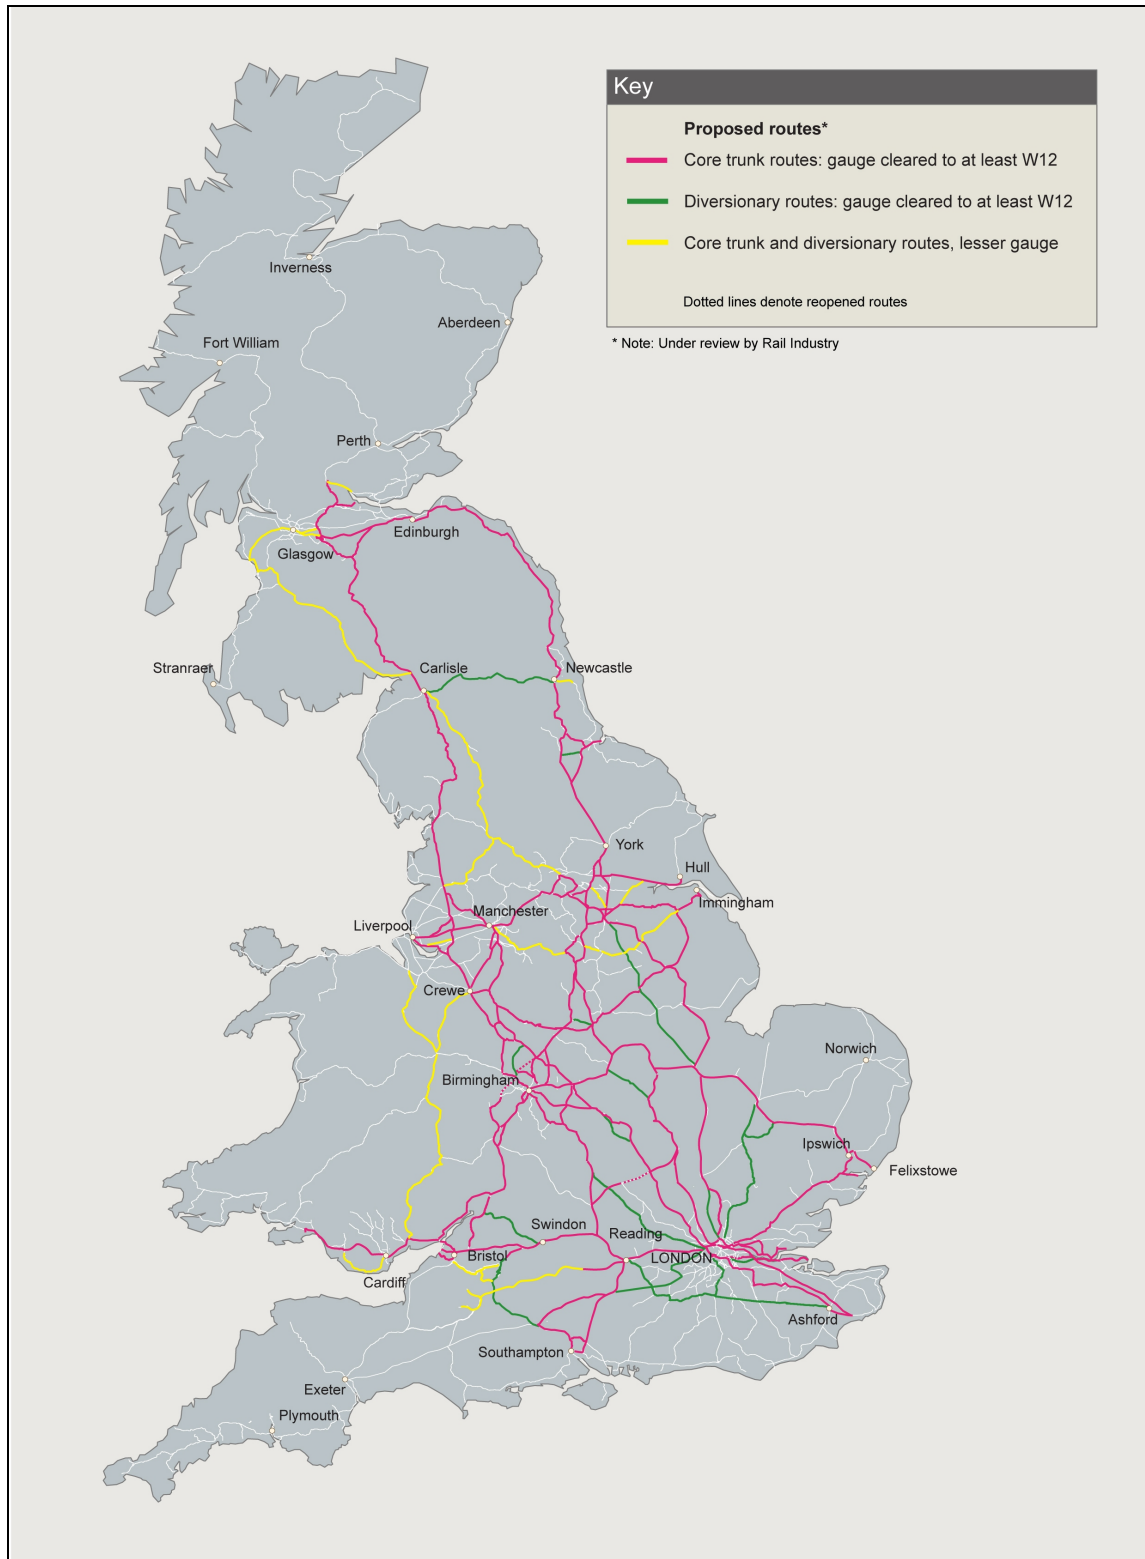 Key
Proposed routes*
Core trunk routes: gauge cleared to at least W12
Diversionary routes: gauge cleared to at least W12
Core trunk and diversionary routes, lesser gauge
Dotted lines denote reopened routes
* Note: Under review by Rail Industry
Inverness
Aberdeen
Fort William
Perth
Edinburgh
Glasgow
Stranraer
Carlisle
Newcastle
York
Hull
Immingham
Manchester
Liverpool
Crewe
Norwich
Birmingham
Ipswich
Felixstowe
Swindon
Reading
Bristol
LONDON
Cardiff
Ashford
Southampton
Exeter
Plymouth